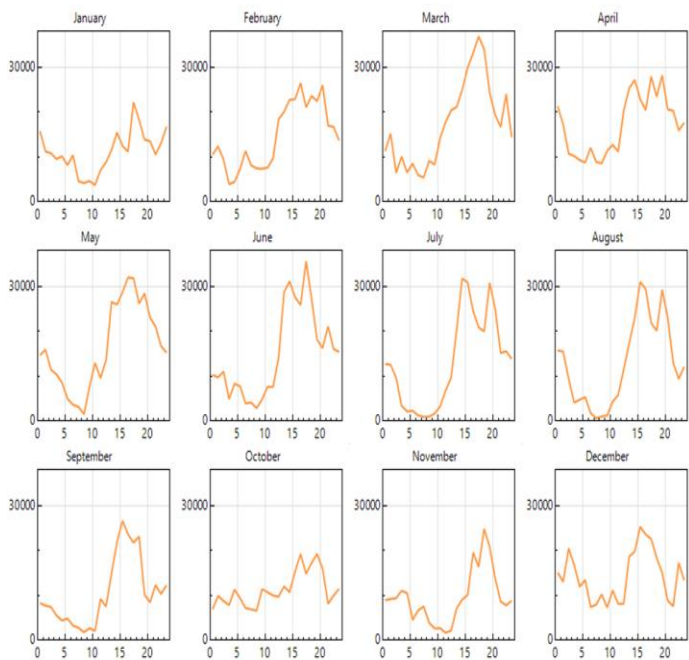 January February March April
30000 30000 30000 30000
0 0 0 0
0 5 10 15 20 0 5 10 15 20 0 5 10 15 20 0 5 10 15 20
May June July August
30000 30000 30000 30000
0 0 0 0
0 5 10 15 20 0 5 10 15 20 0 5 10 15 20 0 5 10 15 20
September October November December
30000 30000 30000 30000
0 0 0 0
0 5 10 15 20 0 5 10 15 20 0 5 10 15 20 0 5 10 15 20